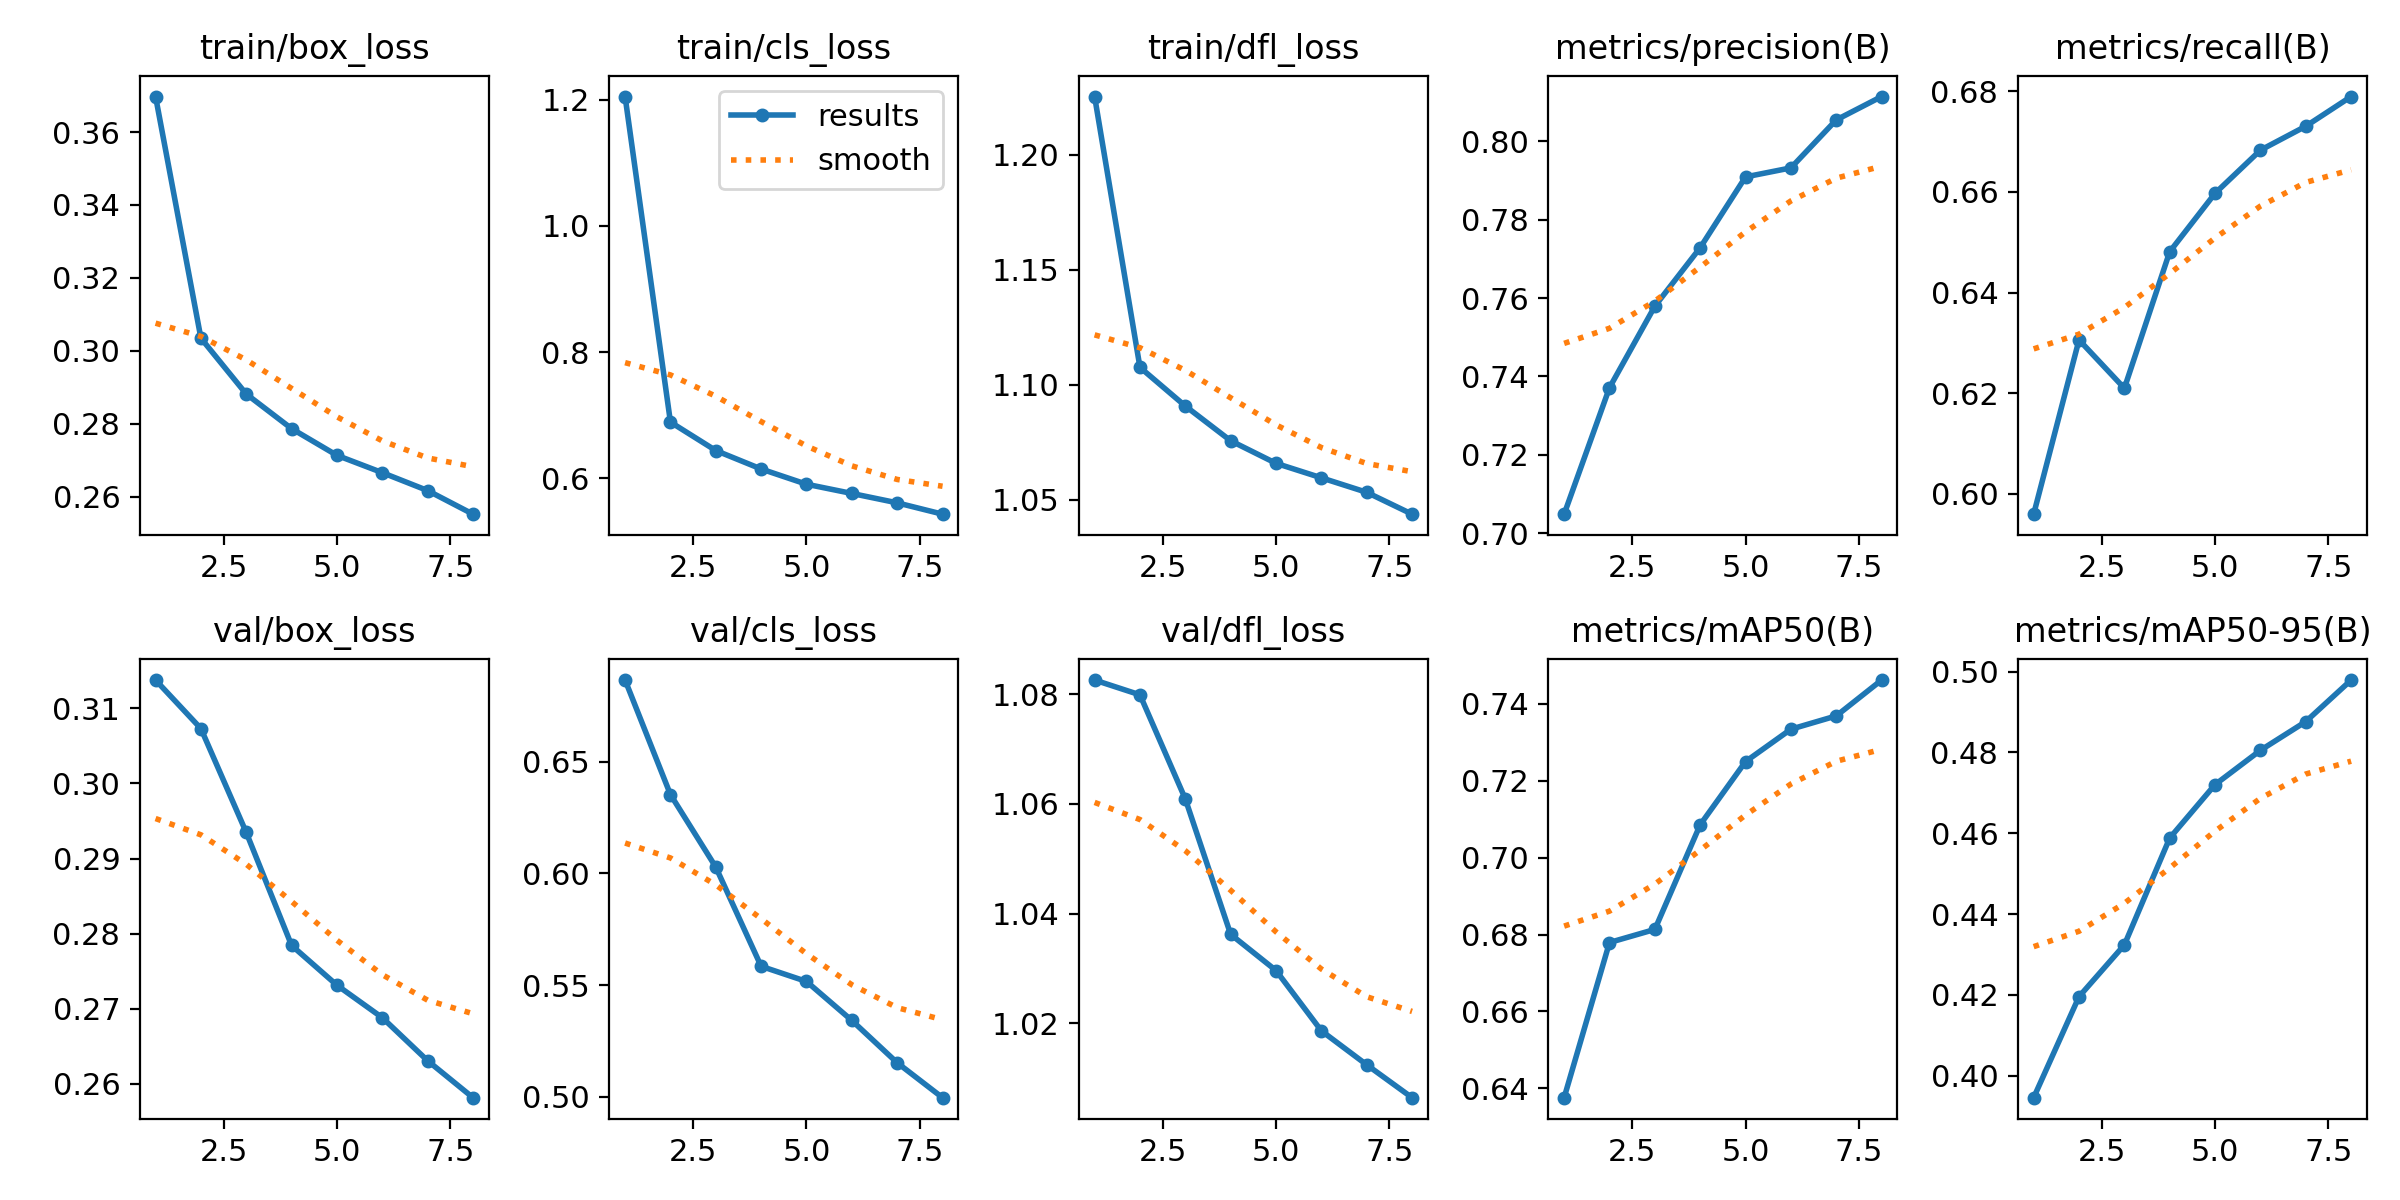 train/box_loss
0.36
0.34
0.32
0.30
0.28
0.26
2.5 5.0 7.5
train/cls_loss
results
smooth
1.2
1.0
0.8
0.6
2.5 5.0 7.5
train/dfl_loss
1.20
1.15
1.10
1.05
2.5 5.0 7.5
metrics/precision(B)
0.80
0.78
0.76
0.74
0.72
0.70
2.5 5.0 7.5
metrics/recall(B)
0.68
0.66
0.64
0.62
0.60
2.5 5.0 7.5
val/box_loss
0.31
0.30
0.29
0.28
0.27
0.26
2.5 5.0 7.5
val/cls_loss
0.65
0.60
0.55
0.50
2.5 5.0 7.5
val/dfl_loss
1.08
1.06
1.04
1.02
2.5 5.0 7.5
metrics/mAP50(B)
0.74
0.72
0.70
0.68
0.66
0.64
2.5 5.0 7.5
metrics/mAP50-95(B)
0.50
0.48
0.46
0.44
0.42
0.40
2.5 5.0 7.5